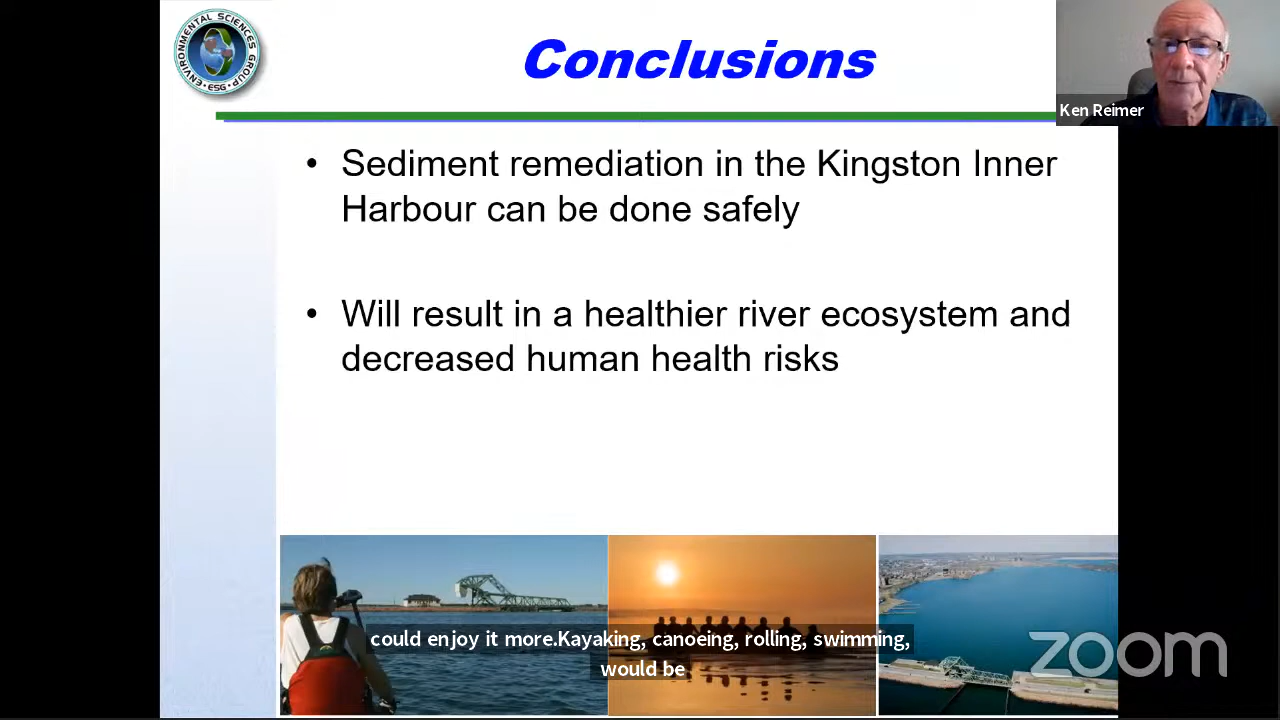 ENVIRONMENTAL SCIENCES GROUP
• ESG •
Conclusions
Ken Reimer
• Sediment remediation in the Kingston Inner
Harbour can be done safely
• Will result in a healthier river ecosystem and
decreased human health risks
could enjoy it more.Kayaking, canoeing, rolling, swimming,
would be
zoom